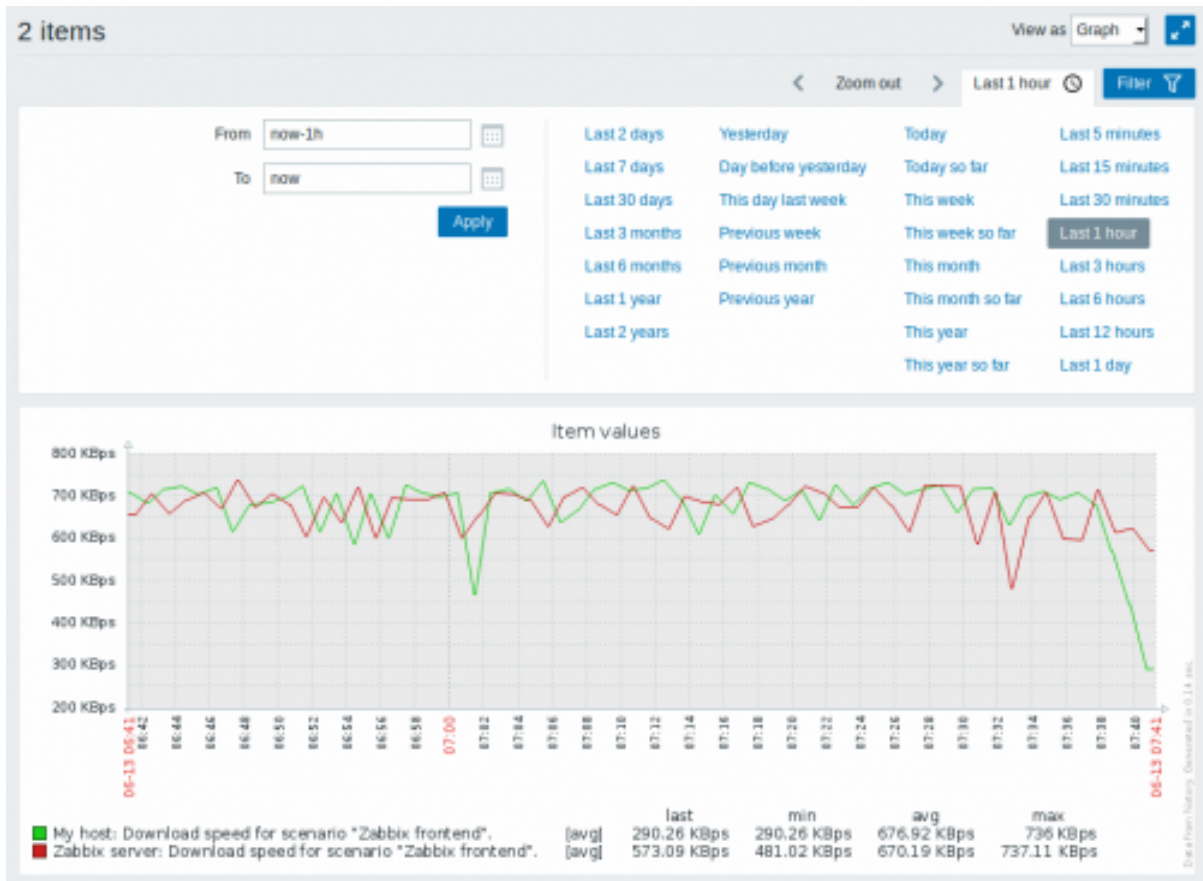 2 items
View as Graph
Zoom out Last 1 hour Filter
From now-1h
To now
Apply
Last 2 days Yesterday Today Last 5 minutes
Last 7 days Day before yesterday Today so far Last 15 minutes
Last 30 days This day last week This week Last 30 minutes
Last 3 months Previous week This week so far Last 1 hour
Last 6 months Previous month This month Last 3 hours
Last 1 year Previous year This month so far Last 6 hours
Last 2 years This year Last 12 hours
This year so far Last 1 day
Item values
800 KBps
700 KBps
600 KBps
500 KBps
400 KBps
300 KBps
200 KBps
06-13 06:41 06:42 06:44 06:46 06:48 06:50 06:52 06:54 06:56 06:58 07:00 07:02 07:04 07:06 07:08 07:10 07:12 07:14 07:16 07:18 07:20 07:22 07:24 07:26 07:28 07:30 07:32 07:34 07:36 07:38 07:40 06-13 07:41
last min avg max
My host: Download speed for scenario "Zabbix frontend". [avg] 290.26 KBps 290.26 KBps 676.92 KBps 736 KBps
Zabbix server: Download speed for scenario "Zabbix frontend". [avg] 573.09 KBps 481.02 KBps 670.19 KBps 737.11 KBps
Data from history. Generated in 0.14 sec.